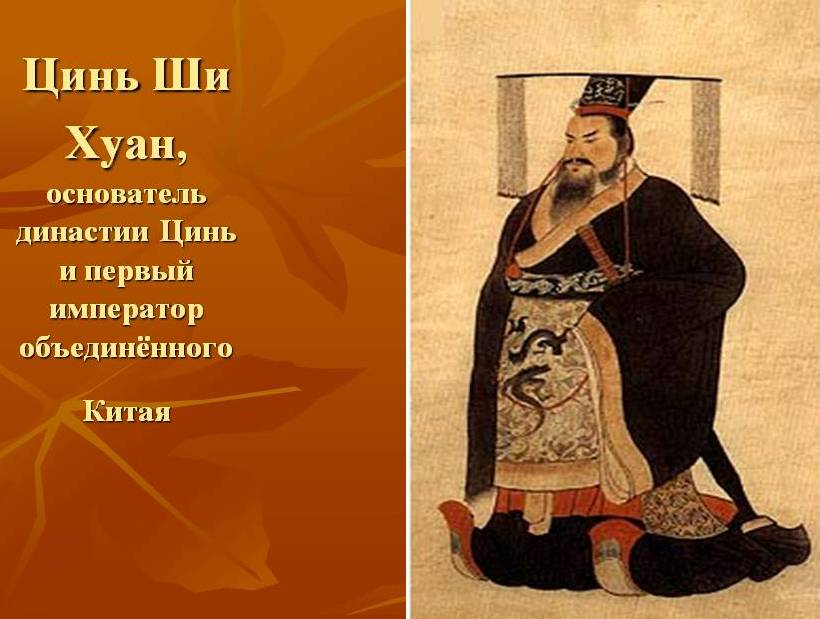 Цинь Ши
Хуан,
основатель
династии Цинь
и первый
император
объединённого
Китая